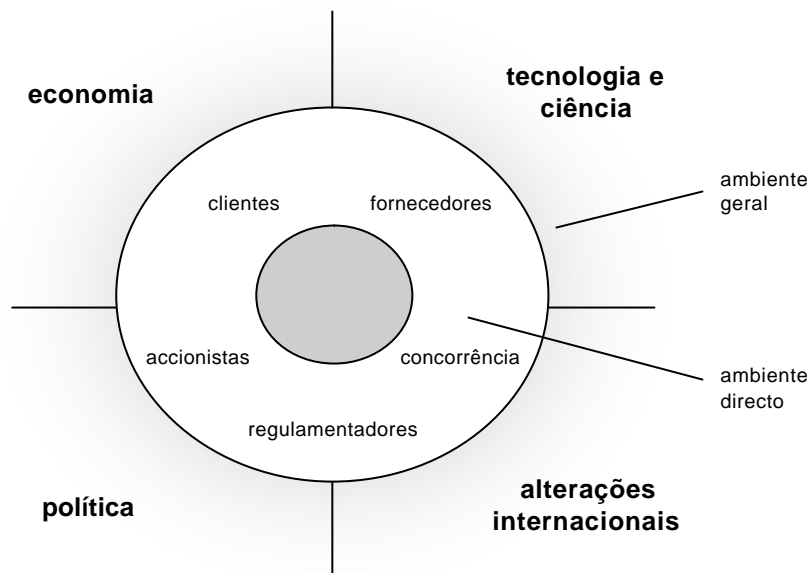 economia
tecnologia e
ciência
ambiente
geral
clientes
fornecedores
accionistas
concorrência
ambiente
directo
regulamentadores
política
alterações
internacionais